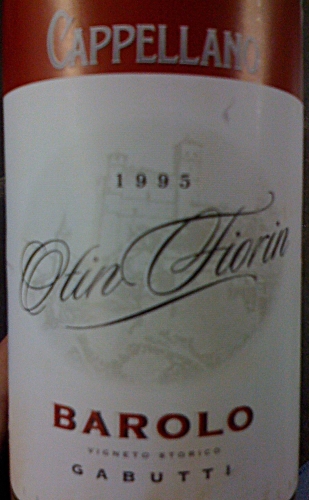 CAPPELLANO
1995
Otin Fiorin
BAROLO
VIGNETO STORICO
GABUTTI